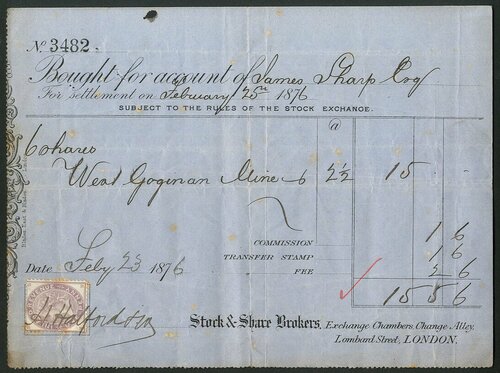 No 3482.
Bought for account of James Sharp Esq
For Settlement on February 25th 1876
SUBJECT TO THE RULES OF THE STOCK EXCHANGE.
@
6 shares
West Goginan Mine 2½ 15
COMMISSION 1 6
TRANSFER STAMP 1 6
FEE 2 6
Date Feby 23 1876
15 5 6
Halford & Co
Stock & Share Brokers, Exchange Chambers, Change Alley,
Lombard Street, LONDON.